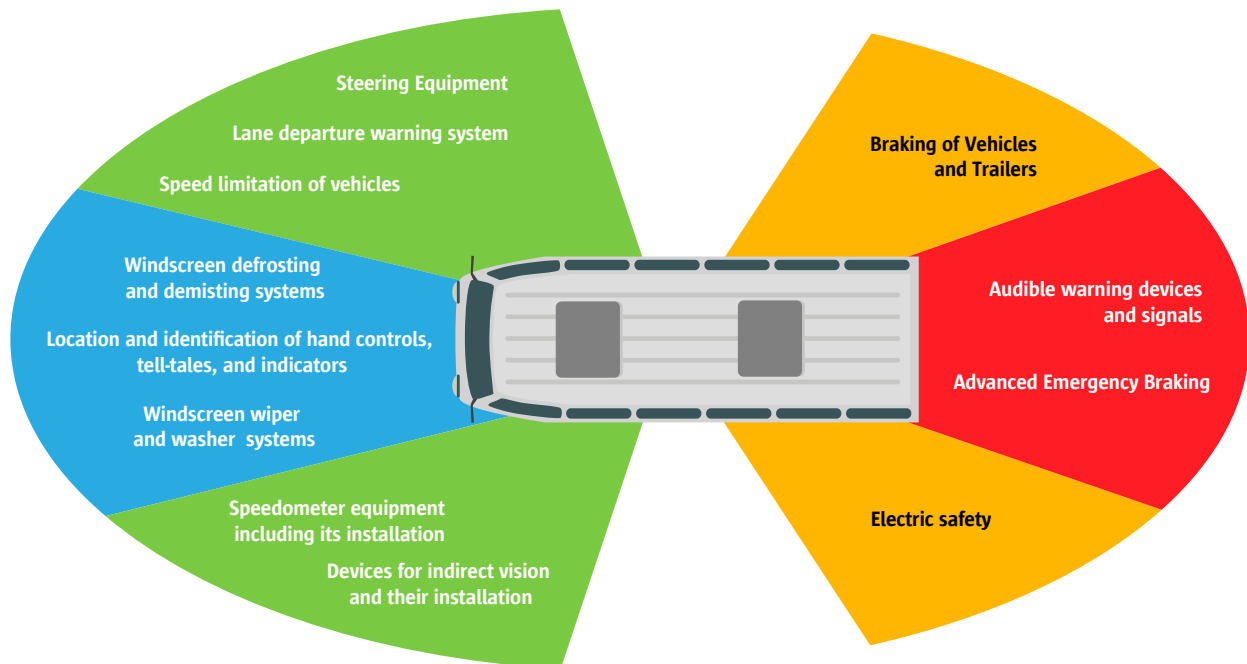 Steering Equipment
Lane departure warning system
Speed limitation of vehicles
Windscreen defrosting
and demisting systems
Location and identification of hand controls,
tell-tales, and indicators
Windscreen wiper
and washer systems
Speedometer equipment
including its installation
Devices for indirect vision
and their installation
Braking of Vehicles
and Trailers
Audible warning devices
and signals
Advanced Emergency Braking
Electric safety